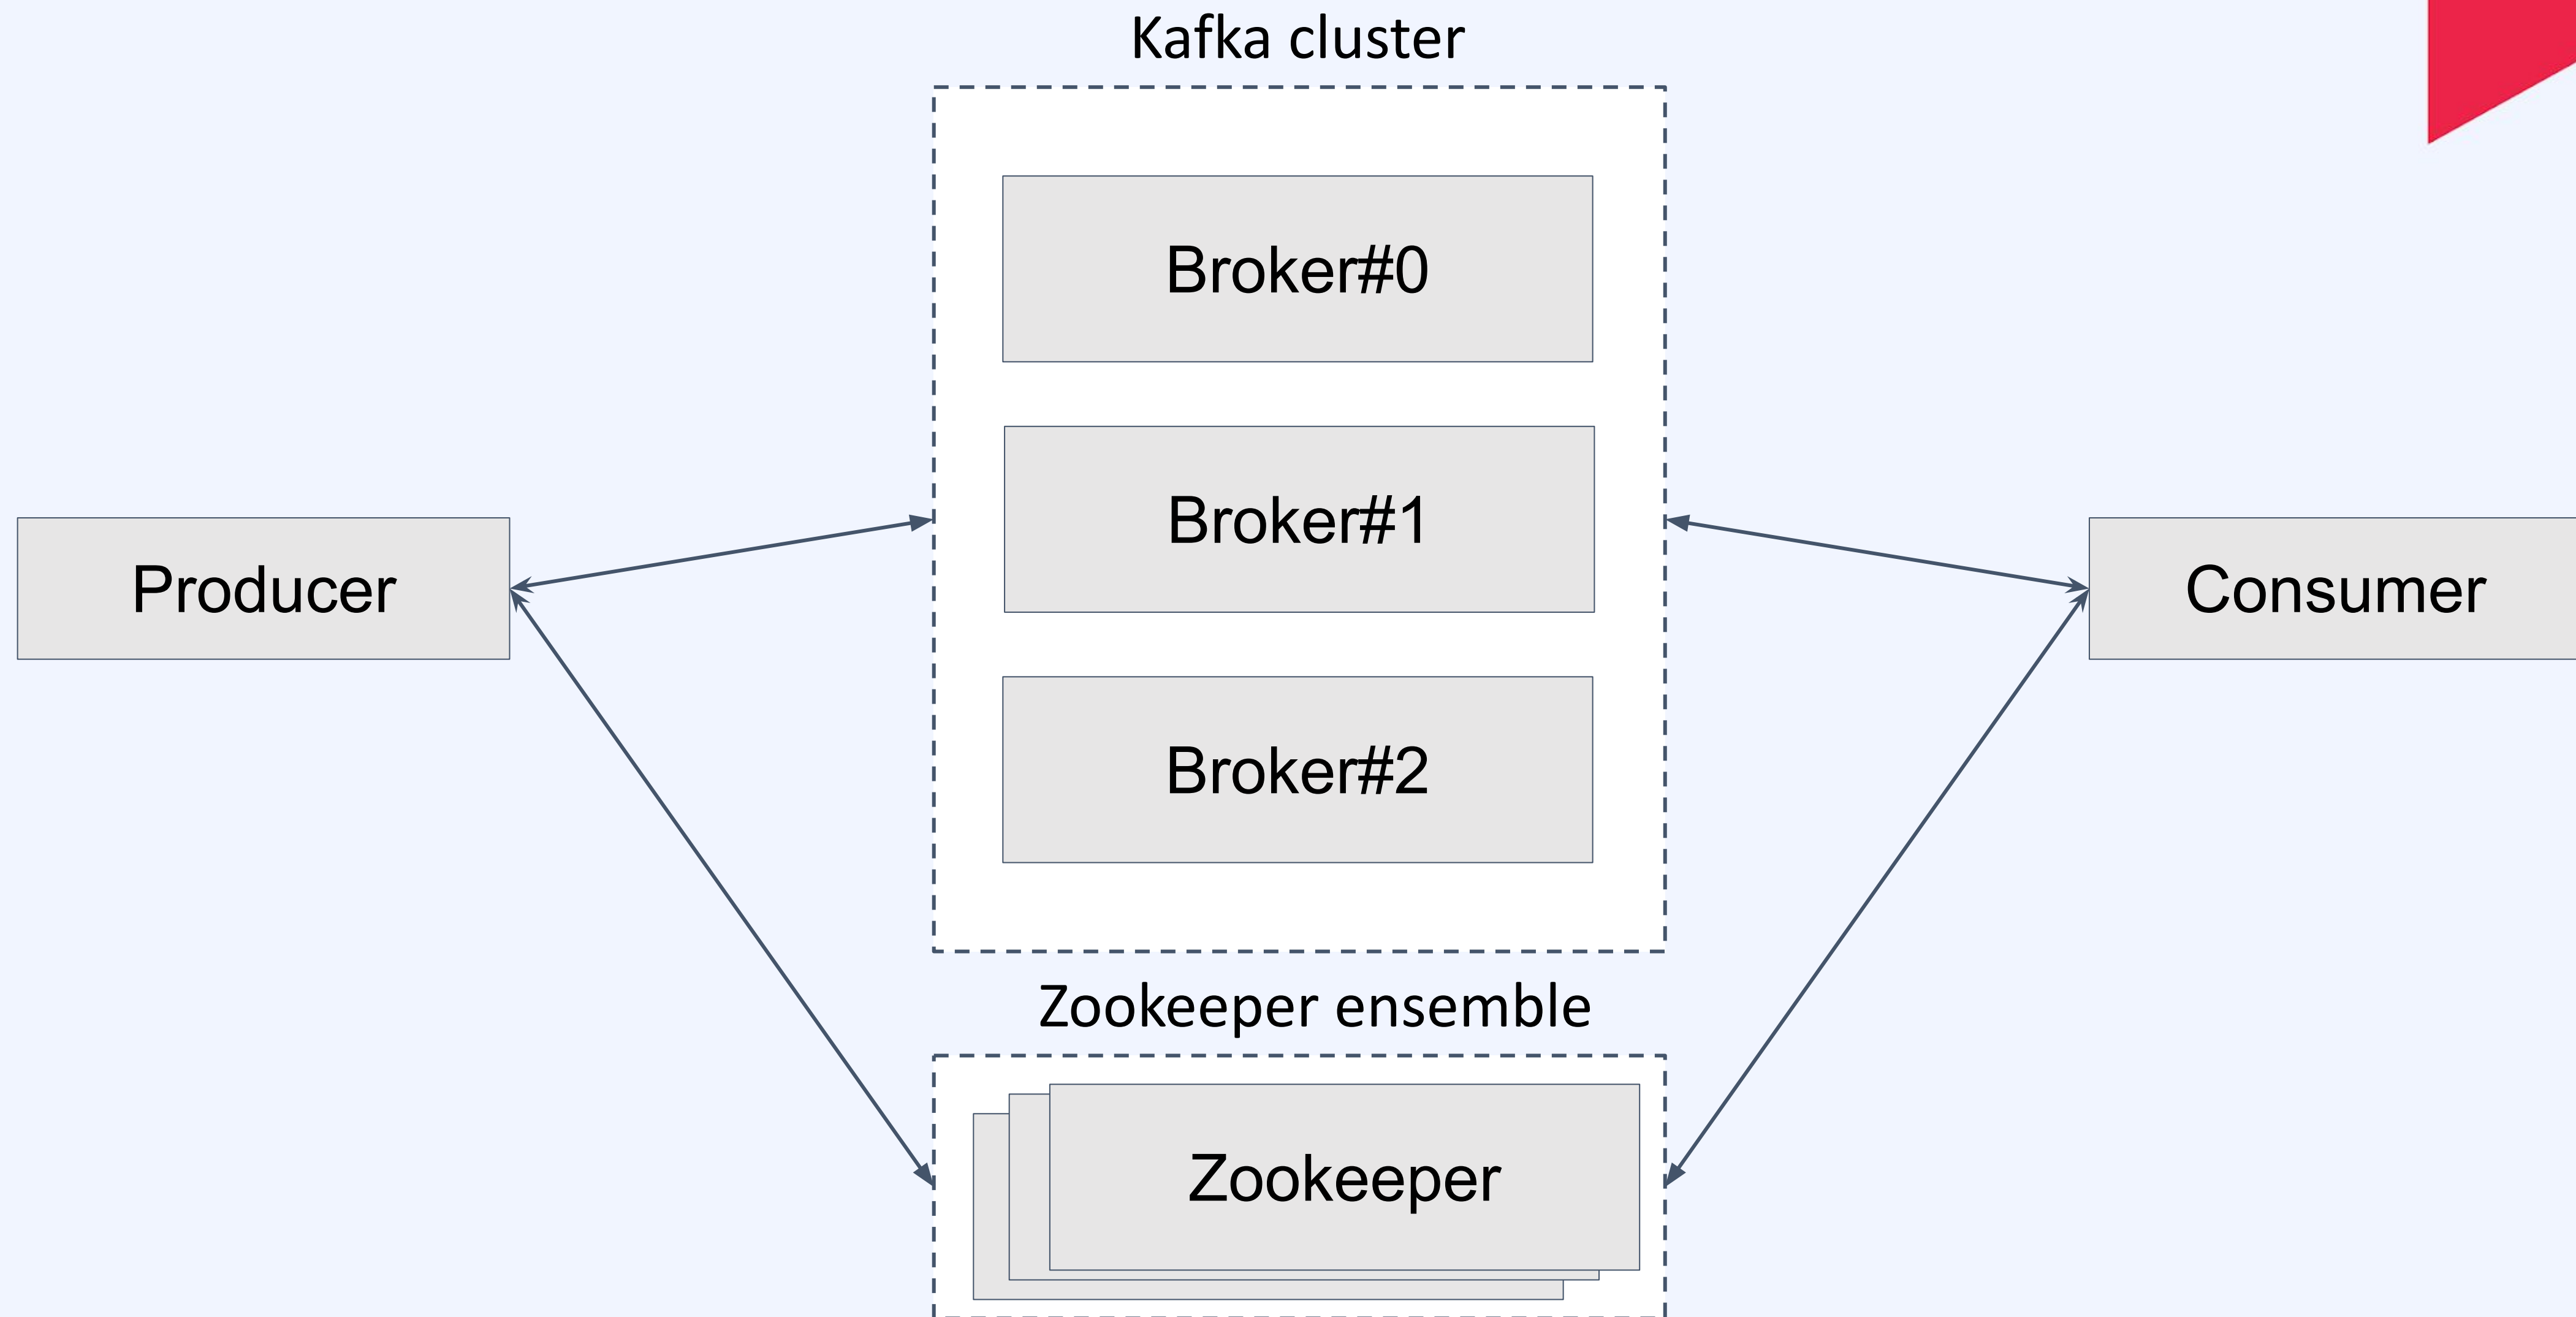 Kafka cluster
Broker#0
Broker#1
Producer
Consumer
Broker#2
Zookeeper ensemble
Zookeeper